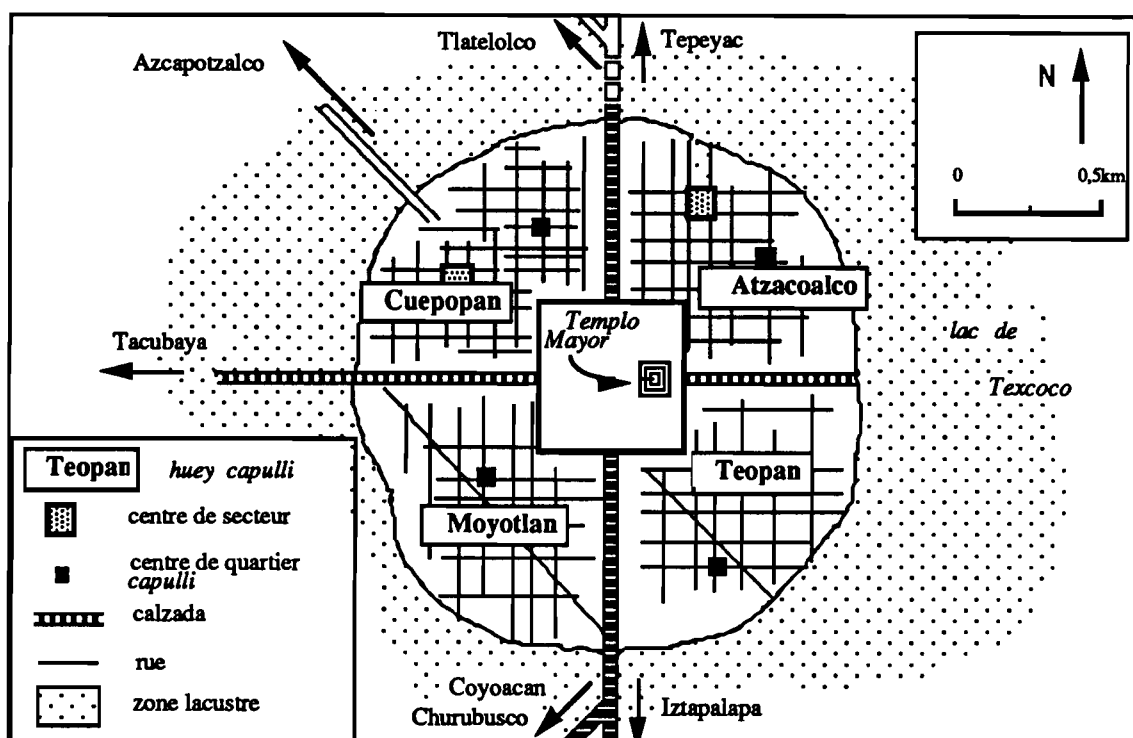 Tlatelolco
Tepeyac
Azcapotzalco
N
0
0,5km
Cuepopan
Atzacoalco
Templo
Mayor
lac de
Texcoco
Tacubaya
Teopan
huey capulli
centre de secteur
centre de quartier
capulli
calzada
rue
zone lacustre
Moyotlan
Teopan
Coyoacan
Churubusco
Iztapalapa